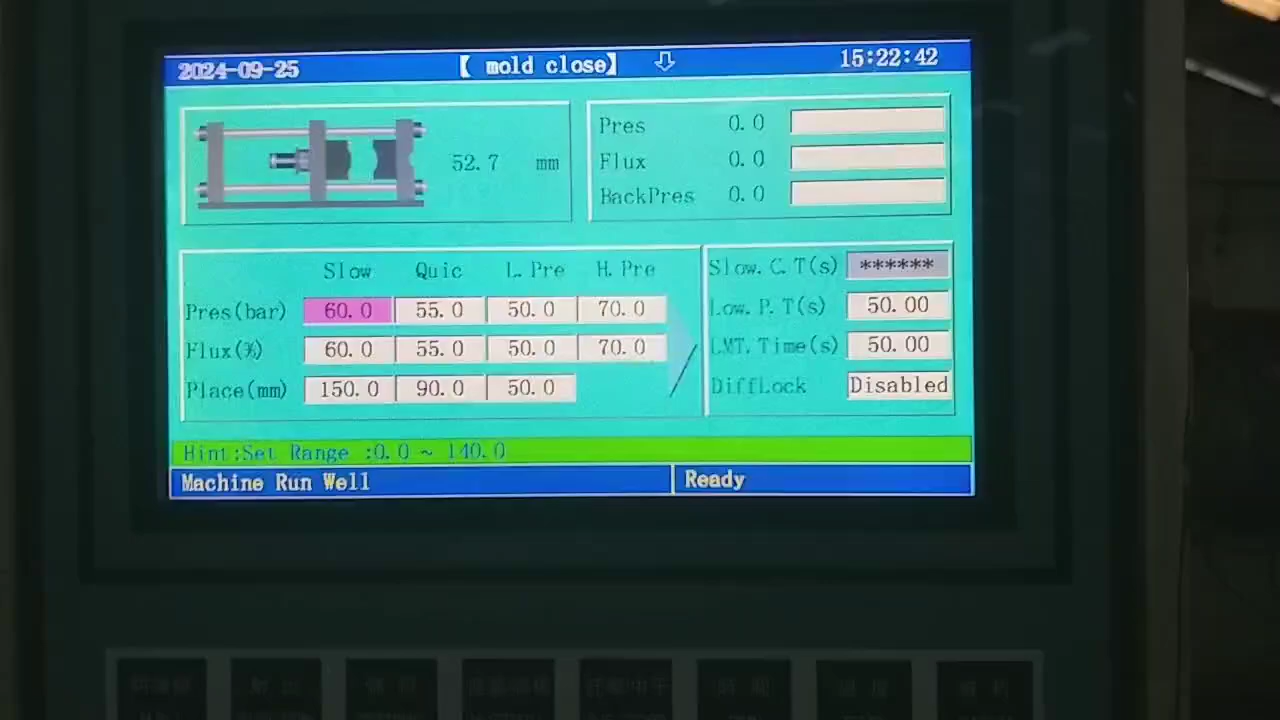 2024-09-25 【 mold close】 15:22:42
52.7 mm
Pres 0.0
Flux 0.0
BackPres 0.0
Slow Quic L.Pre H.Pre
Pres(bar) 60.0 55.0 50.0 70.0
Flux(%) 60.0 55.0 50.0 70.0
Place(mm) 150.0 90.0 50.0
Slow.C.T(s) ******
Low.P.T(s) 50.00
LMT.Time(s) 50.00
DiffLock Disabled
Hint:Set Range :0.0 ~ 140.0
Machine Run Well Ready